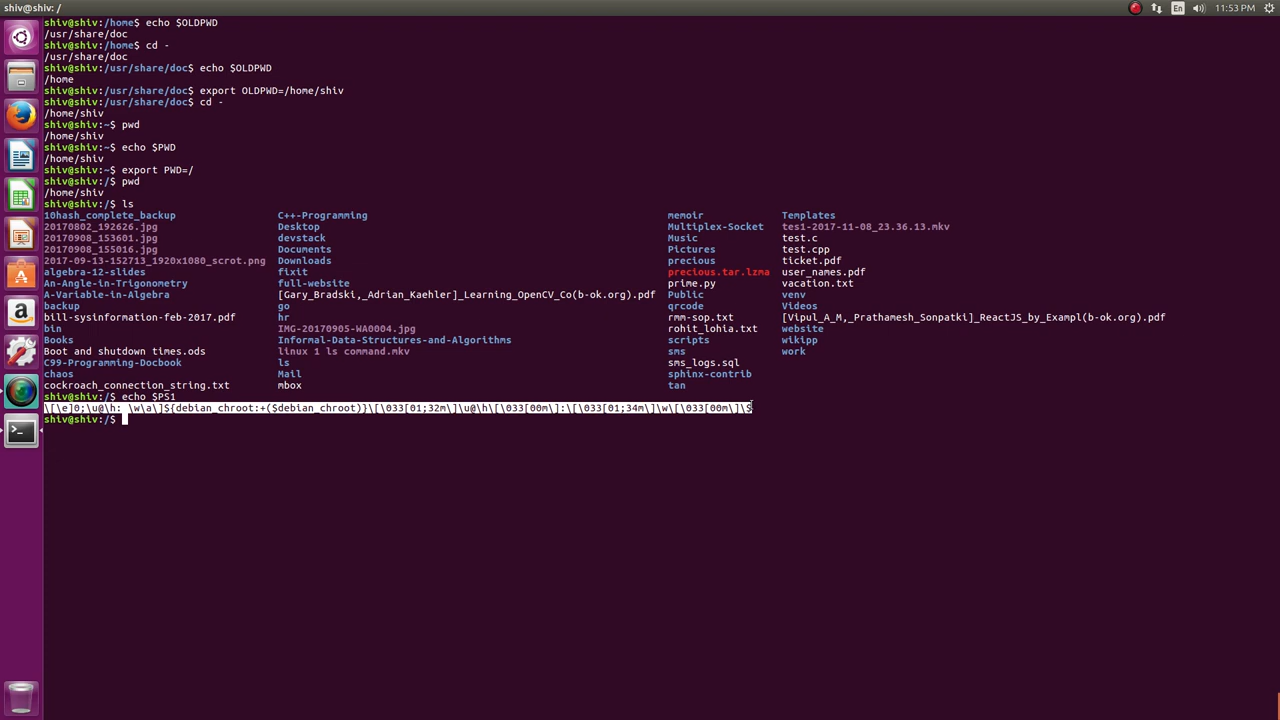 shiv@shiv: /
En
11:53 PM
shiv@shiv:/home$ echo $OLDPWD
/usr/share/doc
shiv@shiv:/home$ cd -
/usr/share/doc
shiv@shiv:/usr/share/doc$ echo $OLDPWD
/home
shiv@shiv:/usr/share/doc$ export OLDPWD=/home/shiv
shiv@shiv:/usr/share/doc$ cd -
/home/shiv
shiv@shiv:~$ pwd
/home/shiv
shiv@shiv:~$ echo $PWD
/home/shiv
shiv@shiv:~$ export PWD=/
shiv@shiv:/$ pwd
/home/shiv
shiv@shiv:/$ ls
10hash_complete_backup C++-Programming memoir Templates
20170802_192626.jpg Desktop Multiplex-Socket tes1-2017-11-08_23.36.13.mkv
20170908_153601.jpg devstack Music test.c
20170908_155016.jpg Documents Pictures test.cpp
2017-09-13-152713_1920x1080_scrot.png Downloads precious ticket.pdf
algebra-12-slides fixit precious.tar.lzma user_names.pdf
An-Angle-in-Trigonometry full-website prime.py vacation.txt
A-Variable-in-Algebra [Gary_Bradski,_Adrian_Kaehler]_Learning_OpenCV_Co(b-ok.org).pdf Public venv
backup go qrcode Videos
bill-sysinformation-feb-2017.pdf hr rmm-sop.txt [Vipul_A_M,_Prathamesh_Sonpatki]_ReactJS_by_Exampl(b-ok.org).pdf
bin IMG-20170905-WA0004.jpg rohit_lohia.txt website
Books Informal-Data-Structures-and-Algorithms scripts wikipp
Boot and shutdown times.ods linux 1 ls command.mkv sms work
C99-Programming-Docbook ls sms_logs.sql
chaos Mail sphinx-contrib
cockroach_connection_string.txt mbox tan
shiv@shiv:/$ echo $PS1
\[\e]0;\u@\h: \w\a\]${debian_chroot:+($debian_chroot)}\[\033[01;32m\]\u@\h\[\033[00m\]:\[\033[01;34m\]\w\[\033[00m\]\$
shiv@shiv:/$